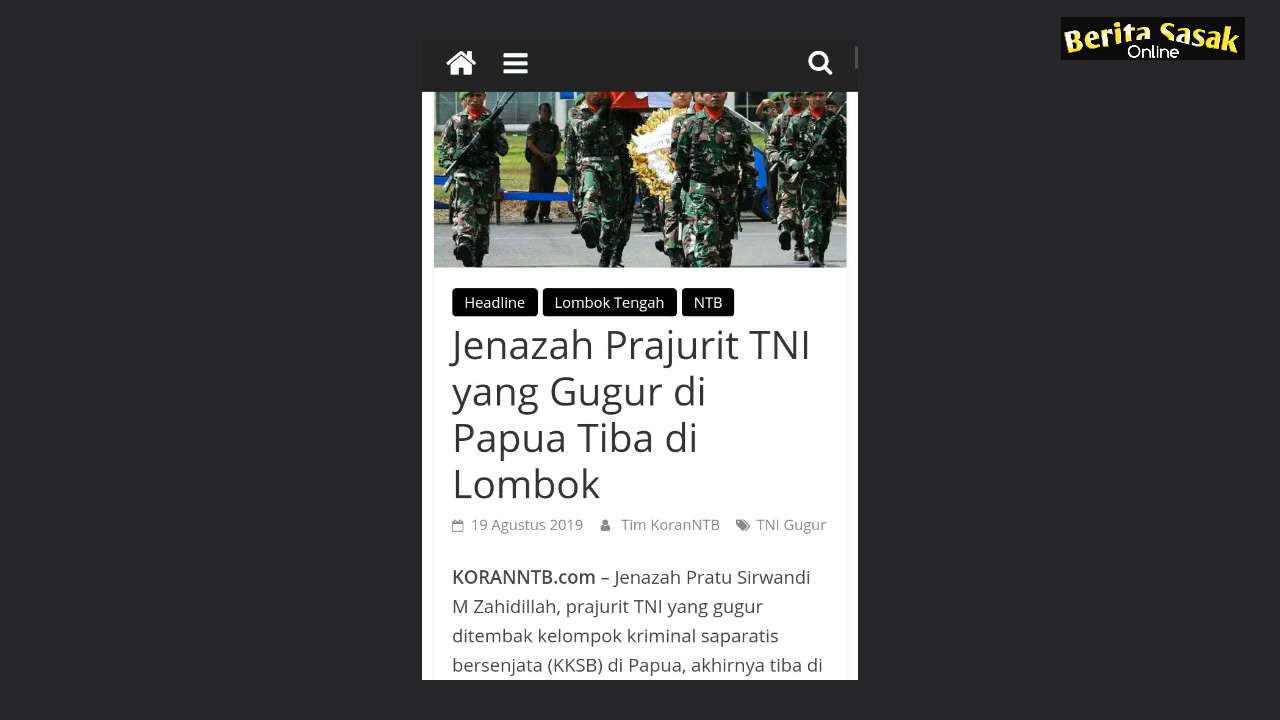 Berita Sasak
Online
Headline Lombok Tengah NTB
Jenazah Prajurit TNI
yang Gugur di
Papua Tiba di
Lombok
19 Agustus 2019 Tim KoranNTB TNI Gugur
KORANNTB.com – Jenazah Pratu Sirwandi
M Zahidillah, prajurit TNI yang gugur
ditembak kelompok kriminal saparatis
bersenjata (KKSB) di Papua, akhirnya tiba di